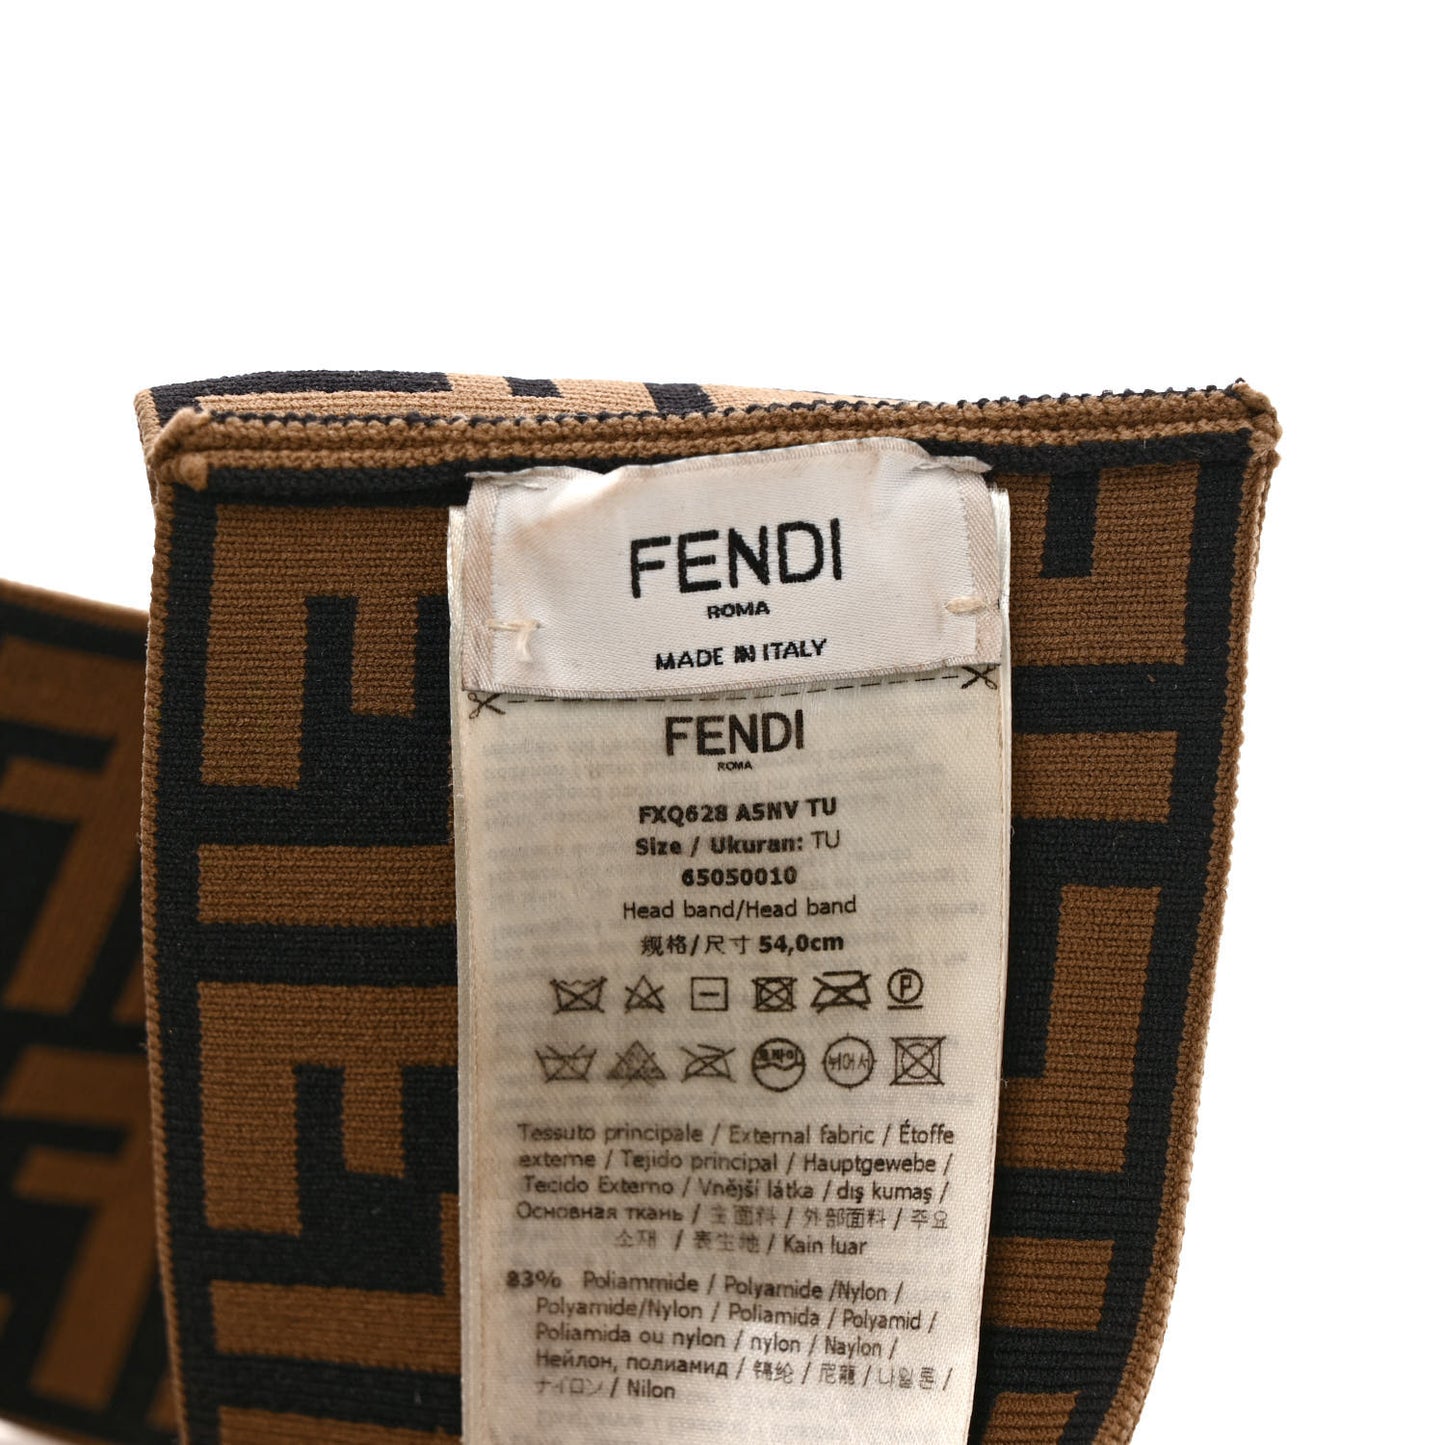 FENDI
ROMA
MADE IN ITALY
FENDI
ROMA
FXQ628 A5NV TU
Size / Ukuran: TU
65050010
Head band/Head band
规格/尺寸 54,0cm
P
Tessuto principale / External fabric / Étoffe
externe / Tejido principal / Hauptgewebe /
Tecido Externo / Vnější látka / dış kumaş /
Основная ткань / 主面料 / 外部面料 / 주요
소재 / 表生地 / Kain luar
83% Poliammide / Polyamide /Nylon /
Polyamide/Nylon / Poliamida / Polyamid /
Poliamida ou nylon / nylon / Naylon /
Нейлон, полиамид / 锦纶 / 尼龍 / 나일론 /
ナイロン / Nilon